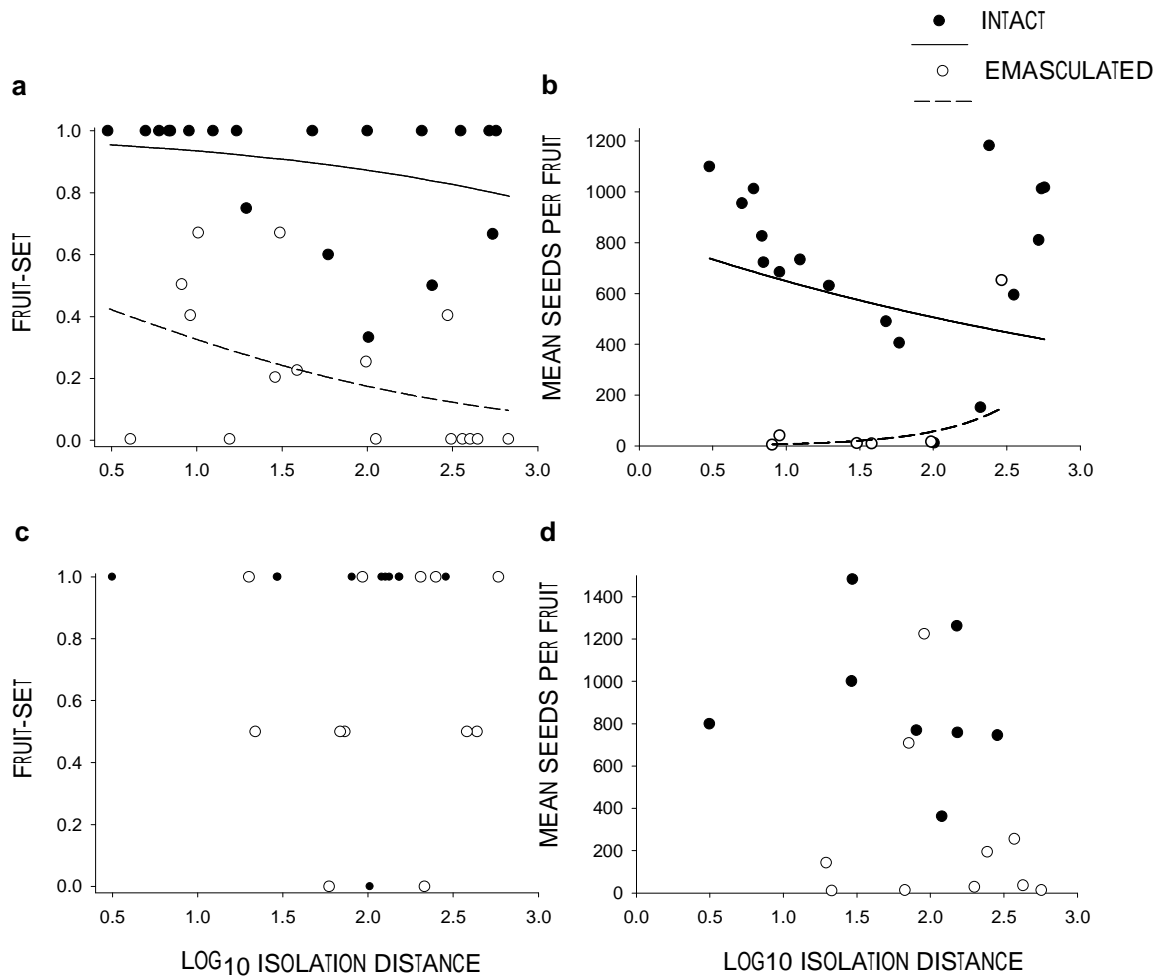 INTACT
EMASCULATED
a
b
1.0
0.8
0.6
0.4
0.2
0.0
FRUIT-SET
0.5 1.0 1.5 2.0 2.5 3.0
1200
1000
800
600
400
200
0
MEAN SEEDS PER FRUIT
0.5 1.0 1.5 2.0 2.5 3.0
c
d
1.0
0.8
0.6
0.4
0.2
0.0
FRUIT-SET
0.5 1.0 1.5 2.0 2.5 3.0
LOG10 ISOLATION DISTANCE
1400
1200
1000
800
600
400
200
0
MEAN SEEDS PER FRUIT
0.0 0.5 1.0 1.5 2.0 2.5 3.0
LOG10 ISOLATION DISTANCE